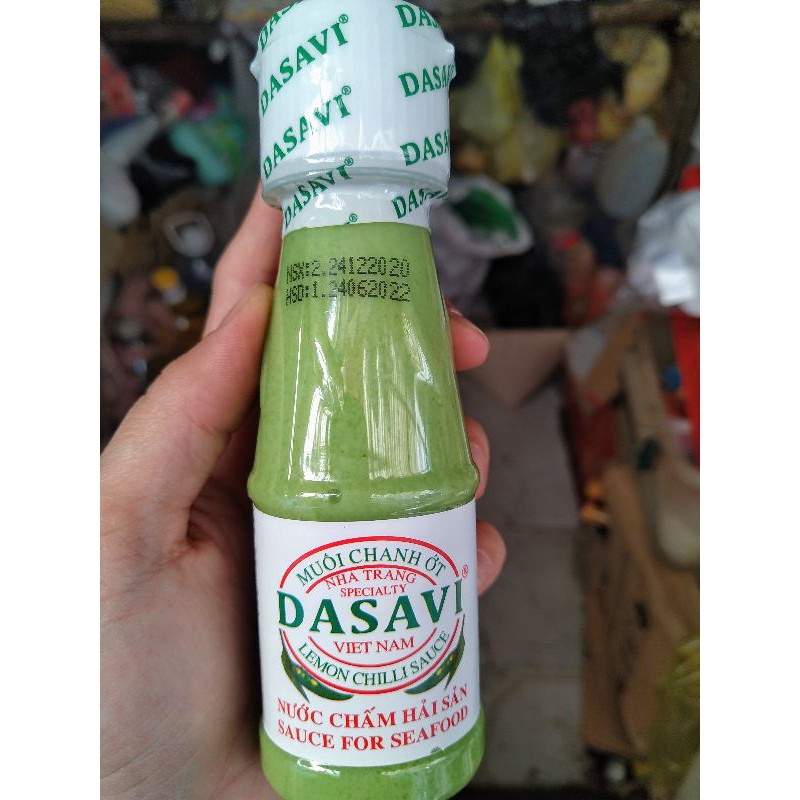 DASAVI®
DASAVI
DASAVI®
DASAVI
DASAVI®
NSX:2.24122020
HSD:1.24062022
MUỐI CHANH ỚT
NHA TRANG
SPECIALTY
DASAVI®
VIET NAM
LEMON CHILLI SAUCE
NƯỚC CHẤM HẢI SẢN
SAUCE FOR SEAFOOD